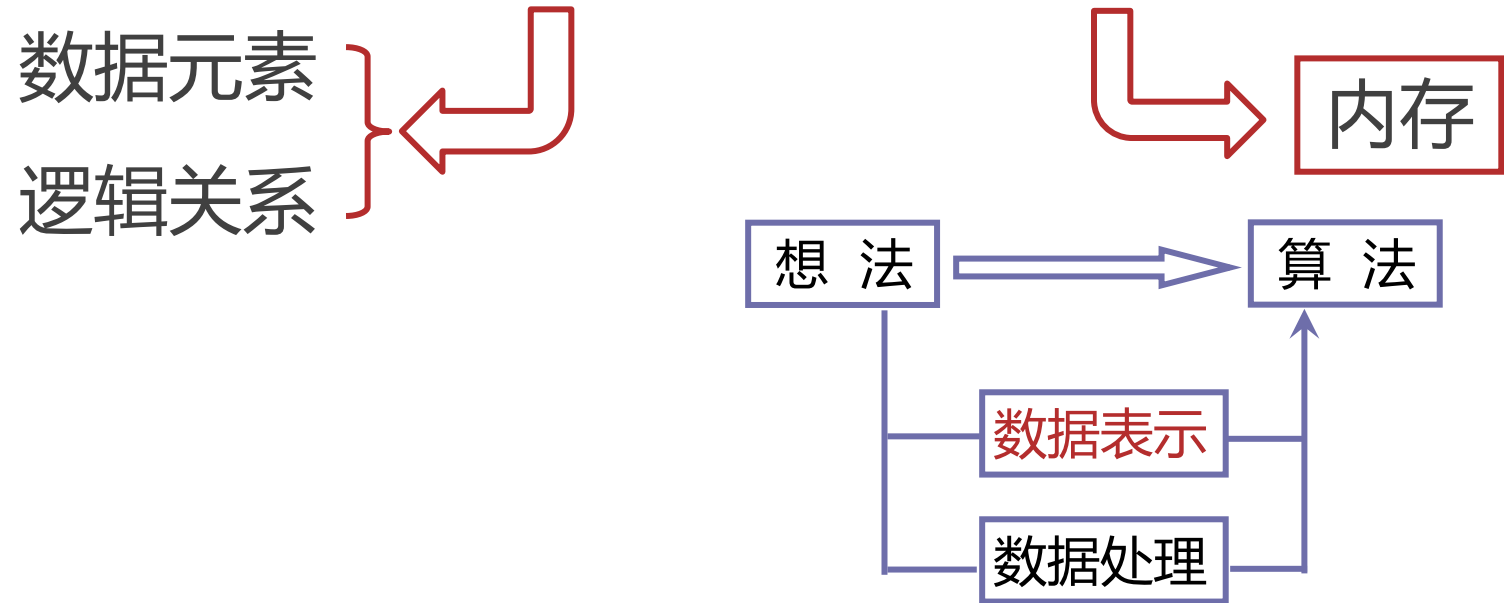 数据元素
逻辑关系
内存
想 法
算 法
数据表示
数据处理